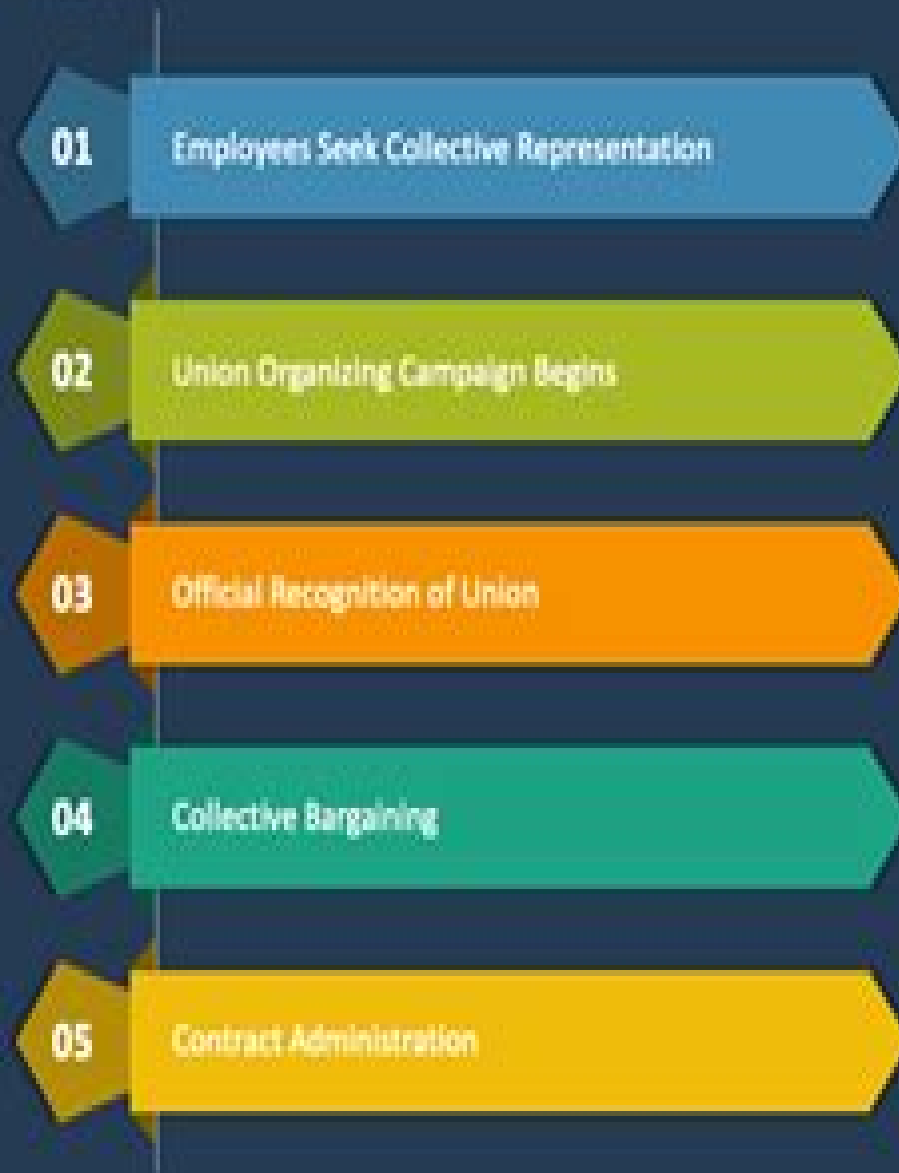 01
Employees Seek Collective Representation
02
Union Organizing Campaign Begins
03
Official Recognition of Union
04
Collective Bargaining
05
Contract Administration